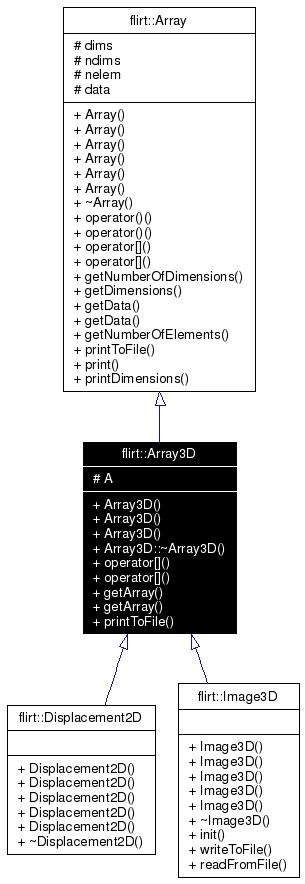 flirt::Array
# dims
# ndims
# nelem
# data
+ Array()
+ Array()
+ Array()
+ Array()
+ Array()
+ Array()
+ ~Array()
+ operator()()
+ operator()()
+ operator[]()
+ operator[]()
+ getNumberOfDimensions()
+ getDimensions()
+ getData()
+ getData()
+ getNumberOfElements()
+ printToFile()
+ print()
+ printDimensions()
flirt::Array3D
# A
+ Array3D()
+ Array3D()
+ Array3D()
+ Array3D::~Array3D()
+ operator[]()
+ operator[]()
+ getArray()
+ getArray()
+ printToFile()
flirt::Displacement2D
+ Displacement2D()
+ Displacement2D()
+ Displacement2D()
+ Displacement2D()
+ Displacement2D()
+ ~Displacement2D()
flirt::Image3D
+ Image3D()
+ Image3D()
+ Image3D()
+ Image3D()
+ Image3D()
+ ~Image3D()
+ init()
+ writeToFile()
+ readFromFile()